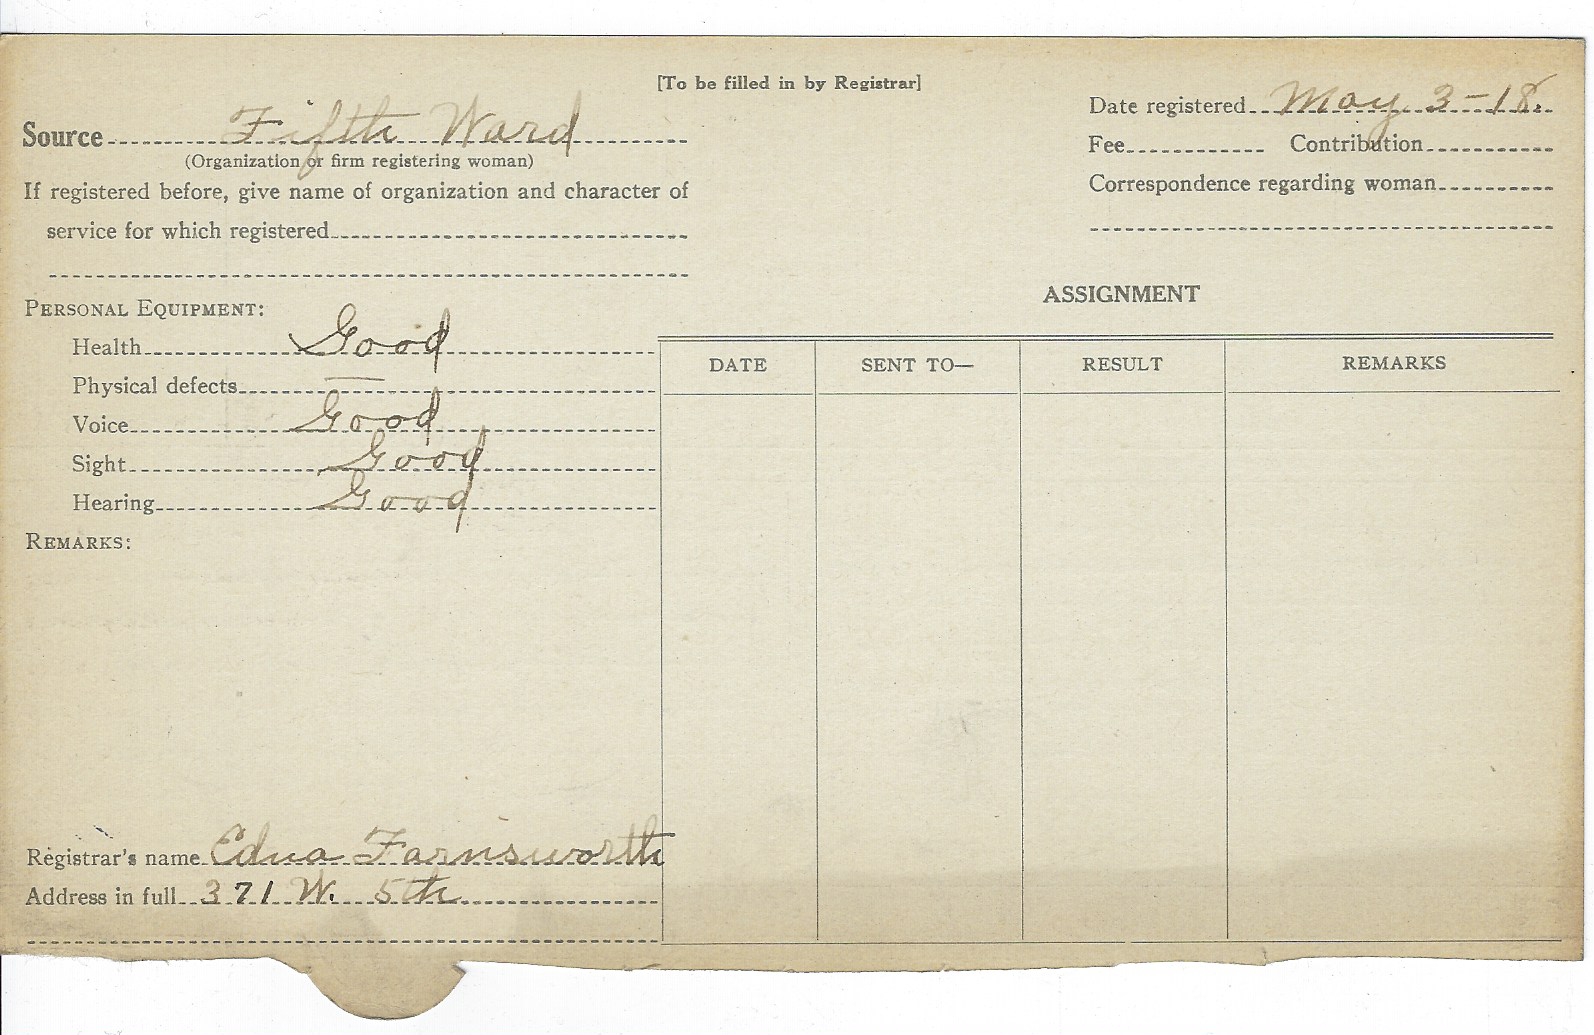 [To be filled in by Registrar]
Source Fifth Ward
(Organization or firm registering woman)
If registered before, give name of organization and character of
service for which registered
Date registered May 3-18.
Fee Contribution
Correspondence regarding woman
PERSONAL EQUIPMENT:
Health Good
Physical defects —
Voice Good
Sight Good
Hearing Good
REMARKS:
Registrar's name Edna Farnsworth
Address in full 371 W. 5th
ASSIGNMENT
DATE SENT TO— RESULT REMARKS